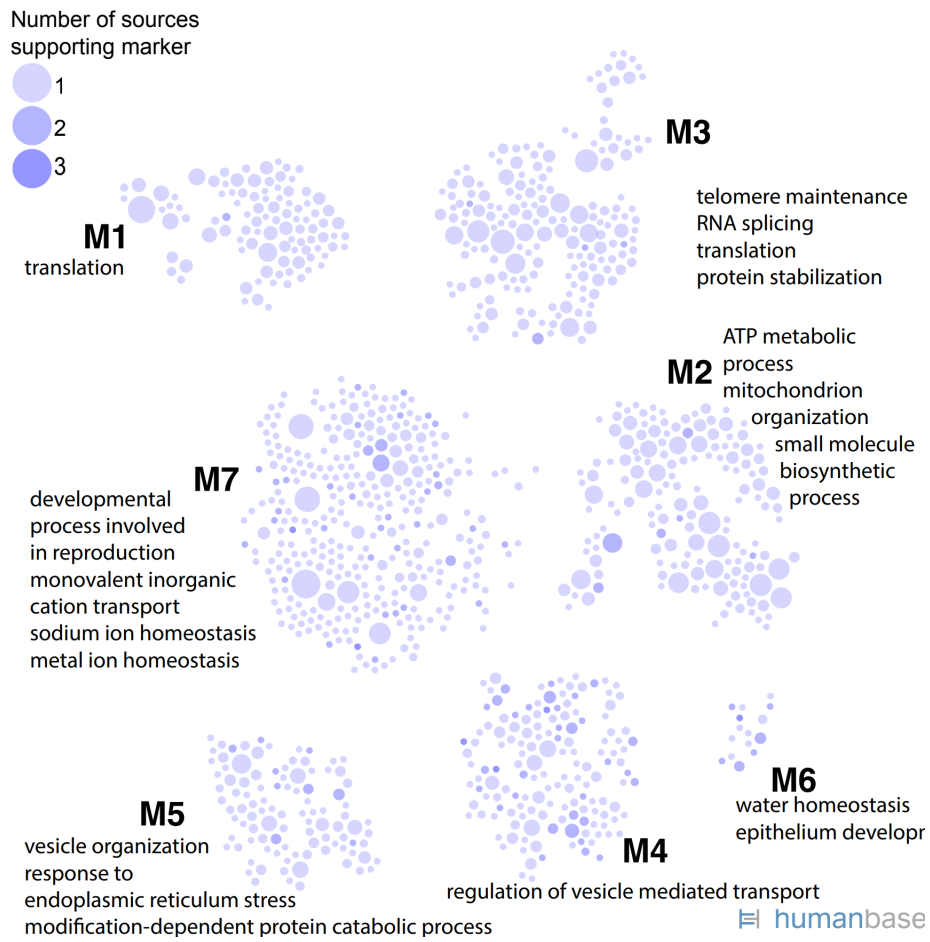 Number of sources
supporting marker
1
2
3
M3
telomere maintenance
RNA splicing
translation
protein stabilization
M1
translation
M2
ATP metabolic
process
mitochondrion
organization
small molecule
biosynthetic
process
M7
developmental
process involved
in reproduction
monovalent inorganic
cation transport
sodium ion homeostasis
metal ion homeostasis
M6
water homeostasis
epithelium developr
M5
vesicle organization
response to
endoplasmic reticulum stress
modification-dependent protein catabolic process
M4
regulation of vesicle mediated transport
humanbase